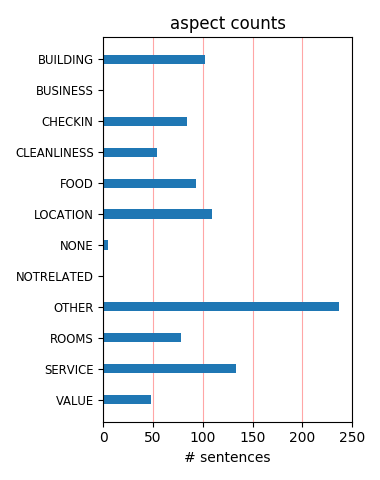 aspect counts
BUILDING
BUSINESS
CHECKIN
CLEANLINESS
FOOD
LOCATION
NONE
NOTRELATED
OTHER
ROOMS
SERVICE
VALUE
0 50 100 150 200 250
# sentences